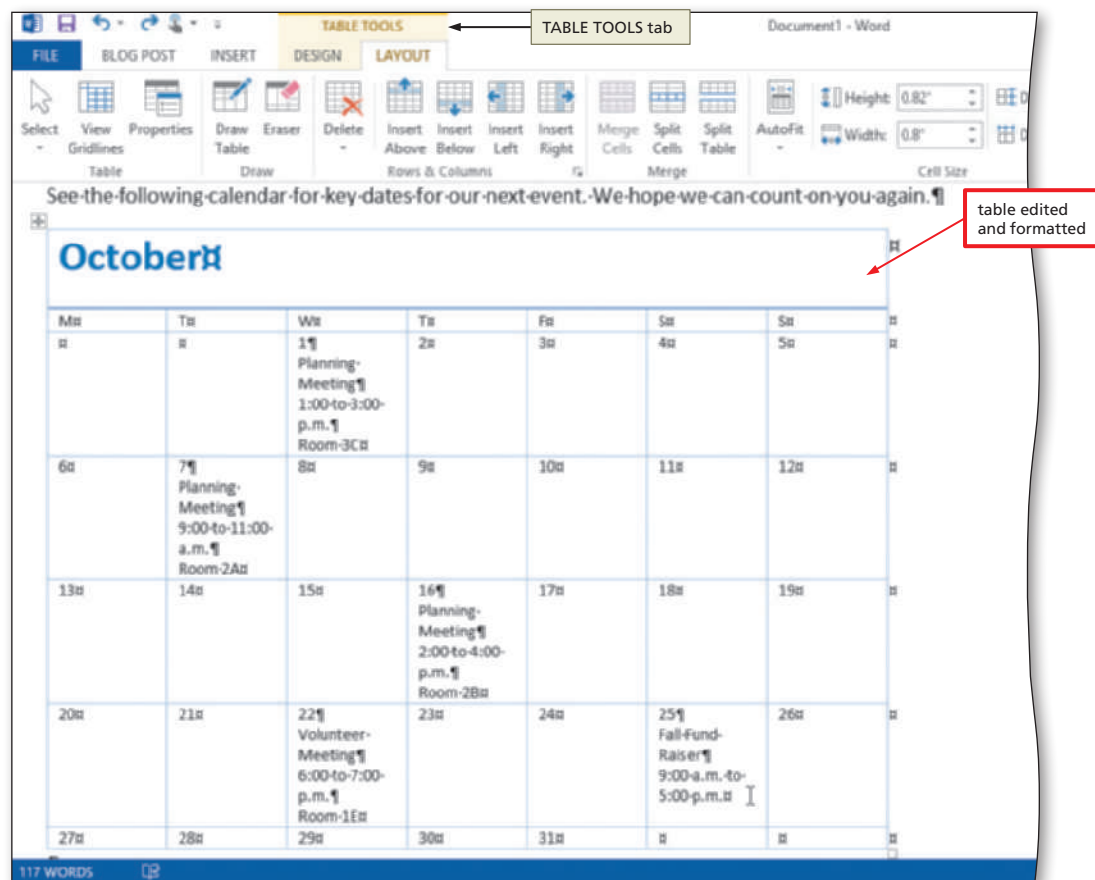 TABLE TOOLS
TABLE TOOLS tab
Document1 - Word
FILE BLOG POST INSERT DESIGN LAYOUT
Select View Gridlines Properties Draw Table Eraser Delete Insert Above Insert Below Insert Left Insert Right Merge Cells Split Cells Split Table AutoFit Height: 0.82" D
Width: 0.8" D
Table Draw Rows & Columns Merge Cell Size
See·the·following·calendar·for·key·dates·for·our·next·event.·We·hope·we·can·count·on·you·again.¶
table edited
and formatted
October¤ ¤
M¤ T¤ W¤ T¤ F¤ S¤ S¤ ¤
¤ ¤ 1¶ 2¤ 3¤ 4¤ 5¤ ¤
Planning·
Meeting¶
1:00·to·3:00·
p.m.¶
Room·3C¤
6¤ 7¶ 8¤ 9¤ 10¤ 11¤ 12¤ ¤
Planning·
Meeting¶
9:00·to·11:00·
a.m.¶
Room·2A¤
13¤ 14¤ 15¤ 16¶ 17¤ 18¤ 19¤ ¤
Planning·
Meeting¶
2:00·to·4:00·
p.m.¶
Room·2B¤
20¤ 21¤ 22¶ 23¤ 24¤ 25¶ 26¤ ¤
Volunteer· Fall·Fund·
Meeting¶ Raiser¶
6:00·to·7:00· 9:00·a.m.·to·
p.m.¶ 5:00·p.m.¤
Room·1E¤
27¤ 28¤ 29¤ 30¤ 31¤ ¤ ¤ ¤
117 WORDS